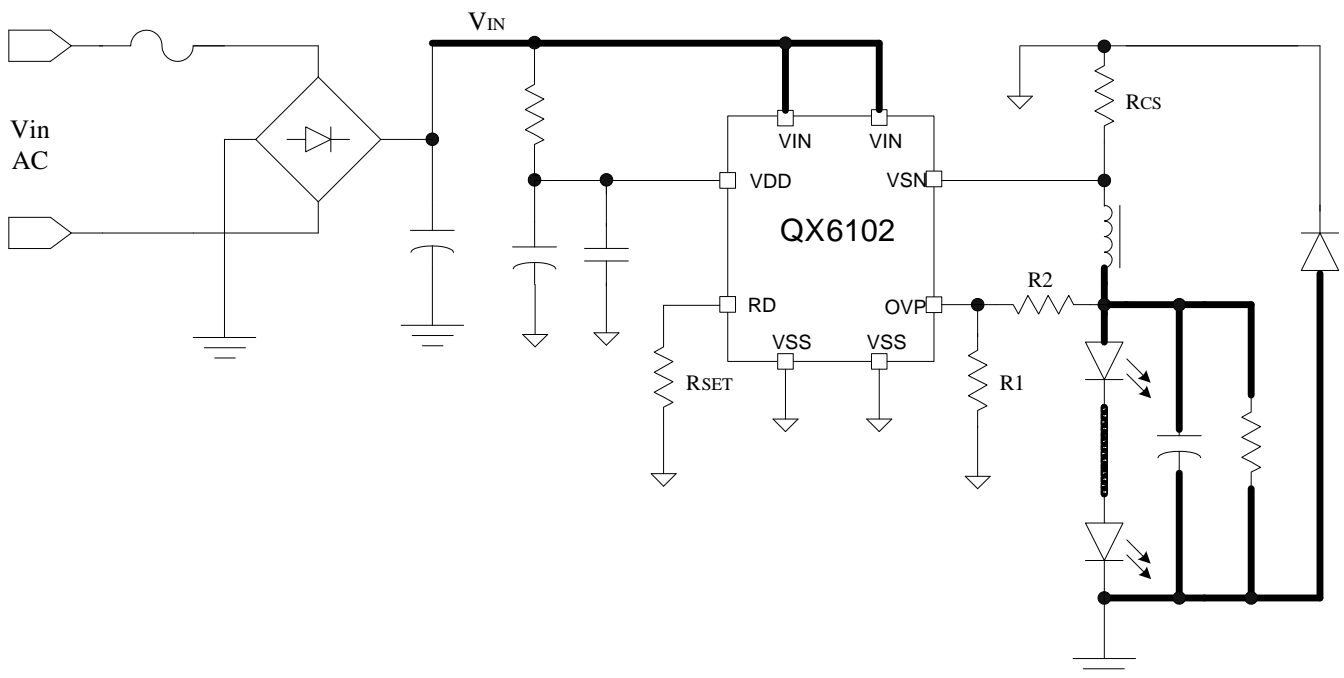 VIN
Vin
AC
RCS
VIN
VIN
VDD
VSN
QX6102
RD
OVP
R2
VSS
VSS
RSET
R1